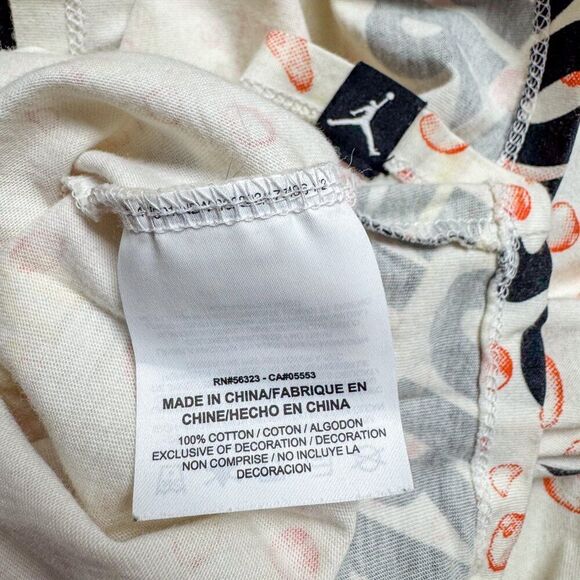 RN#56323 - CA#05553
MADE IN CHINA/FABRIQUE EN
CHINE/HECHO EN CHINA
100% COTTON / COTON / ALGODON
EXCLUSIVE OF DECORATION / DECORATION
NON COMPRISE / NO INCLUYE LA
DECORACION